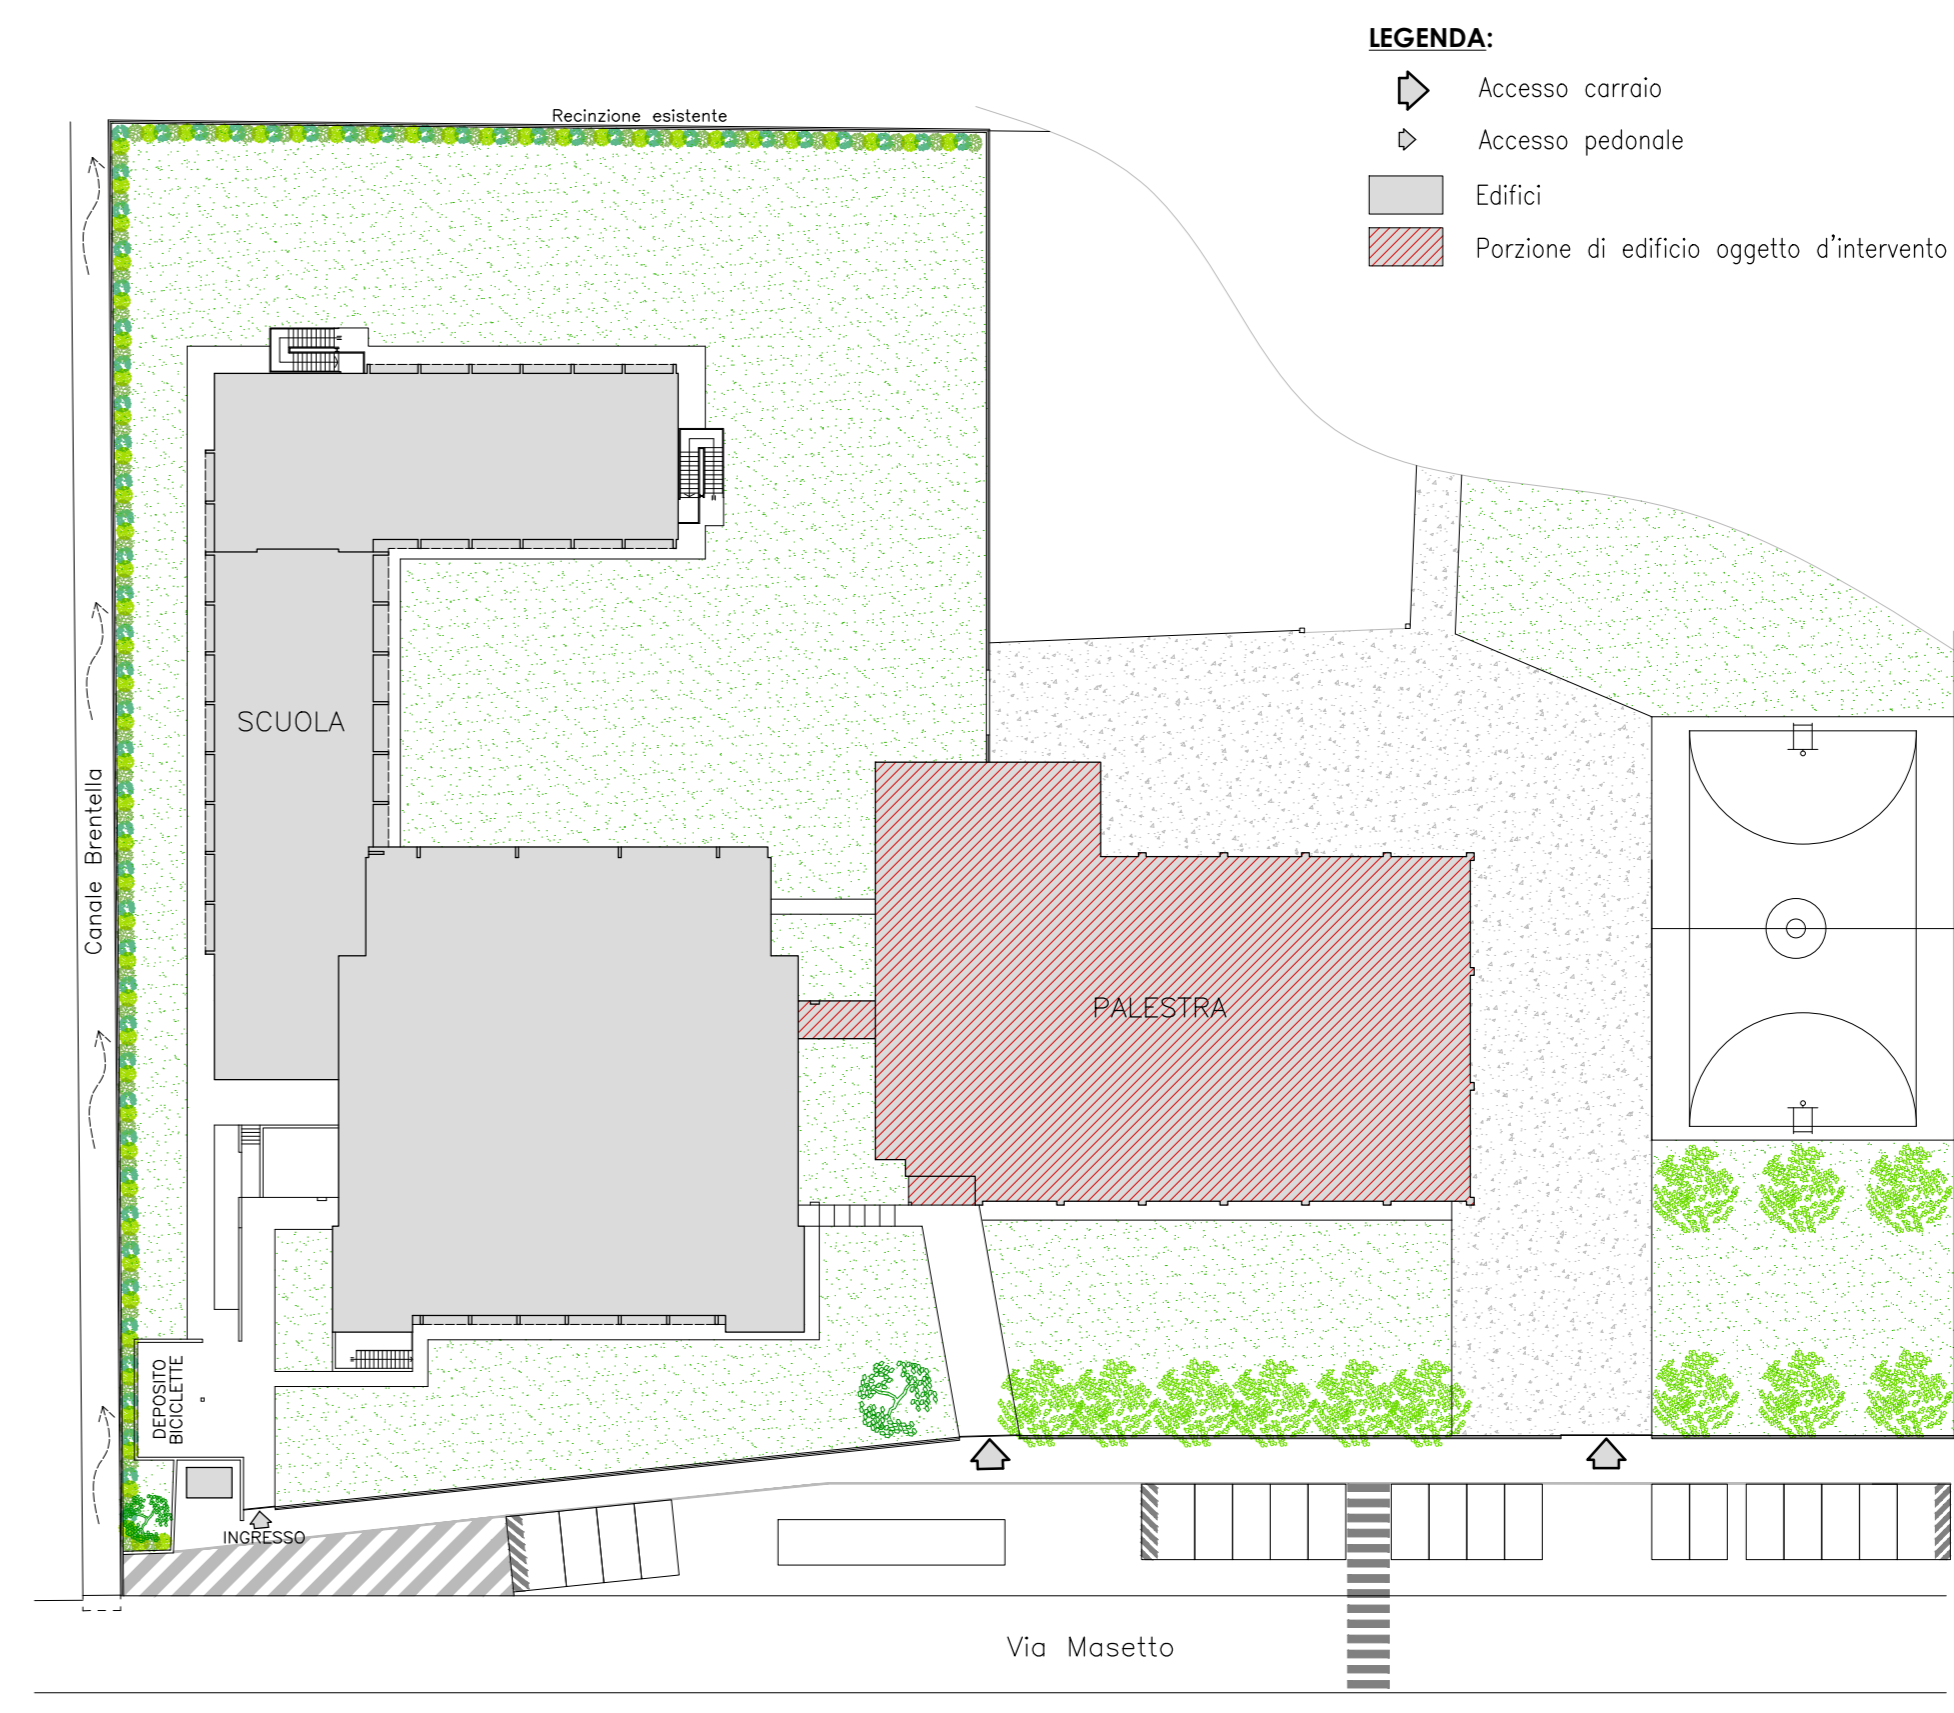 LEGENDA:
Accesso carraio
Accesso pedonale
Edifici
Porzione di edificio oggetto d'intervento
Recinzione esistente
SCUOLA
Canale Brentella
PALESTRA
DEPOSITO
BICICLETTE
INGRESSO
Via Masetto